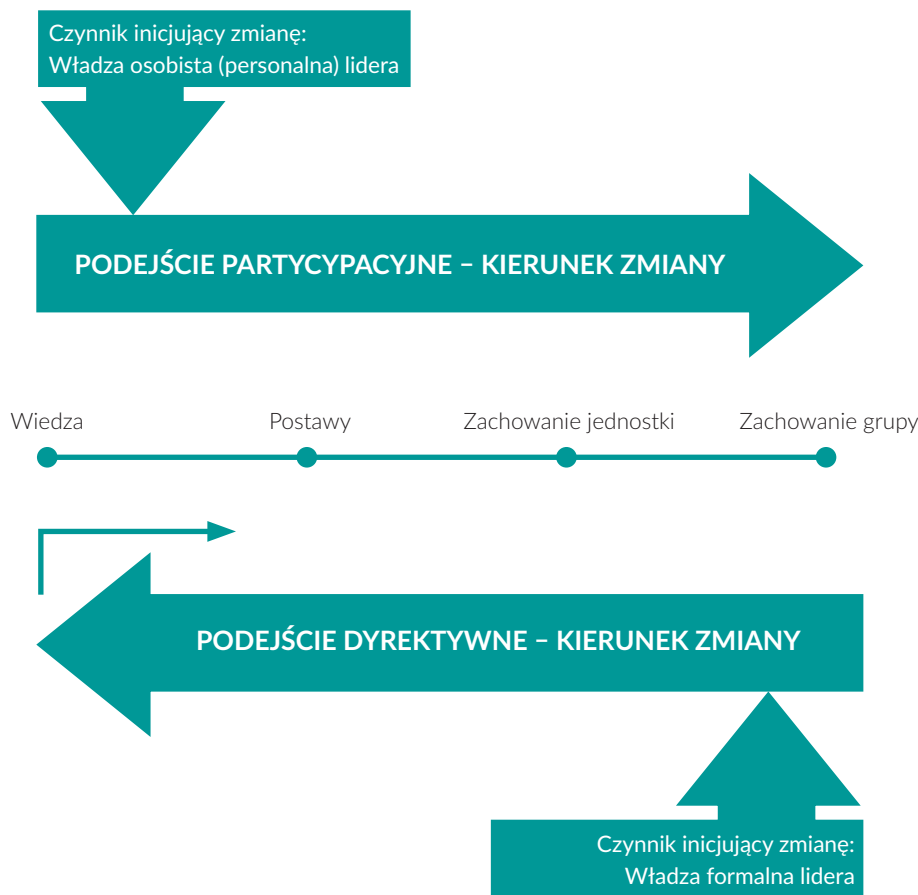 Czynnik inicjujący zmianę:
Władza osobista (personalna) lidera
PODEJŚCIE PARTYCYPACYJNE – KIERUNEK ZMIANY
Wiedza
Postawy
Zachowanie jednostki
Zachowanie grupy
PODEJŚCIE DYREKTYWNE – KIERUNEK ZMIANY
Czynnik inicjujący zmianę:
Władza formalna lidera